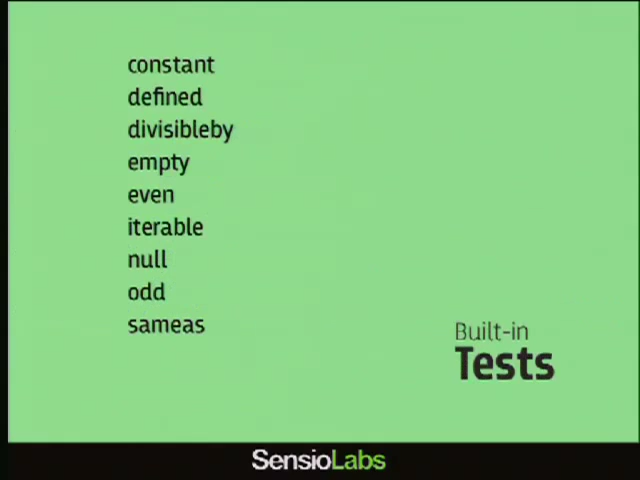 constant
defined
divisibleby
empty
even
iterable
null
odd
sameas
Built-in
Tests
SensioLabs